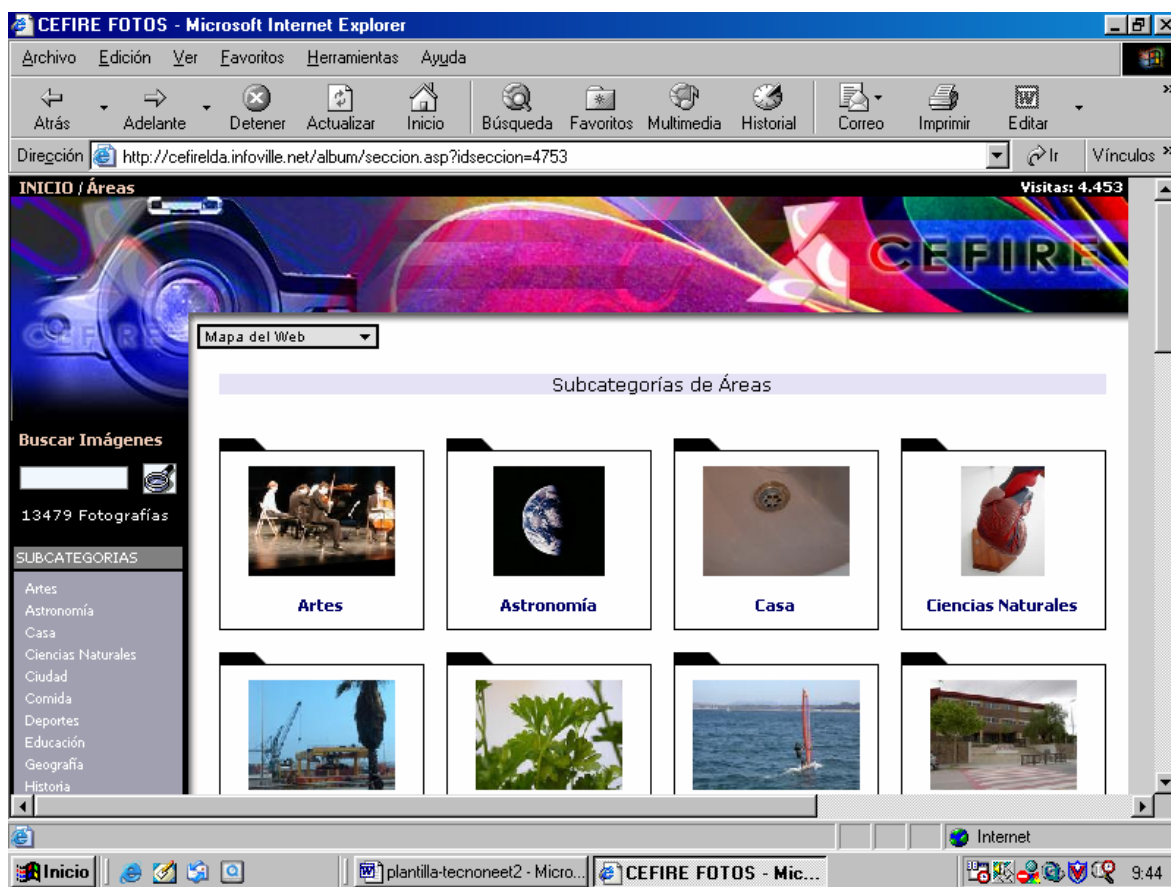 CEFIRE FOTOS - Microsoft Internet Explorer
Archivo Edición Ver Favoritos Herramientas Ayuda
Atrás Adelante Detener Actualizar Inicio Búsqueda Favoritos Multimedia Historial Correo Imprimir Editar
Dirección http://cefirelda.infoville.net/album/seccion.asp?idseccion=4753 Ir Vínculos
INICIO / Áreas Visitas: 4.453
CEFIRE
CEFIRE
Mapa del Web
Subcategorías de Áreas
Buscar Imágenes
13479 Fotografías
SUBCATEGORIAS
Artes
Astronomía
Casa
Ciencias Naturales
Ciudad
Comida
Deportes
Educación
Geografía
Historia
Artes Astronomía Casa Ciencias Naturales
Internet
Inicio plantilla-tecnoneet2 - Micro... CEFIRE FOTOS - Mic... 9:44